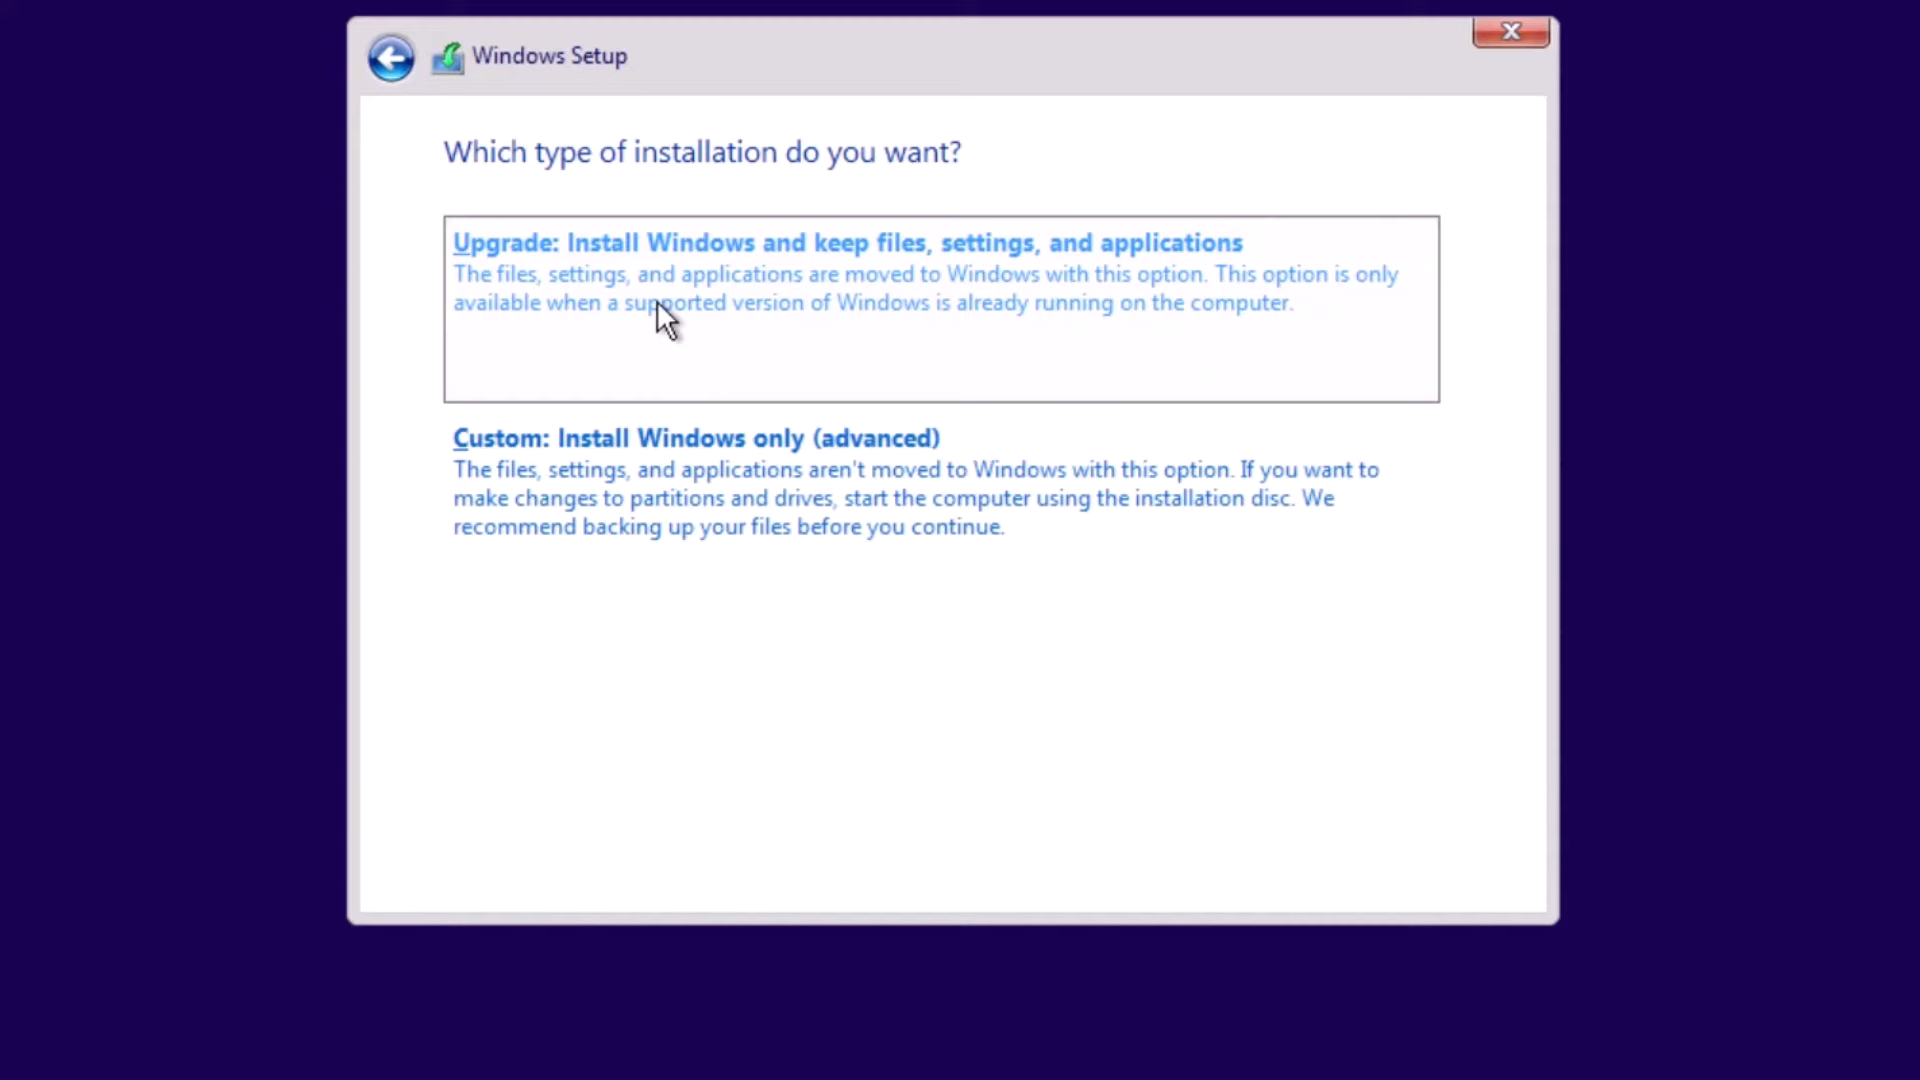 Windows Setup
Which type of installation do you want?
Upgrade: Install Windows and keep files, settings, and applications
The files, settings, and applications are moved to Windows with this option. This option is only
available when a supported version of Windows is already running on the computer.
Custom: Install Windows only (advanced)
The files, settings, and applications aren't moved to Windows with this option. If you want to
make changes to partitions and drives, start the computer using the installation disc. We
recommend backing up your files before you continue.